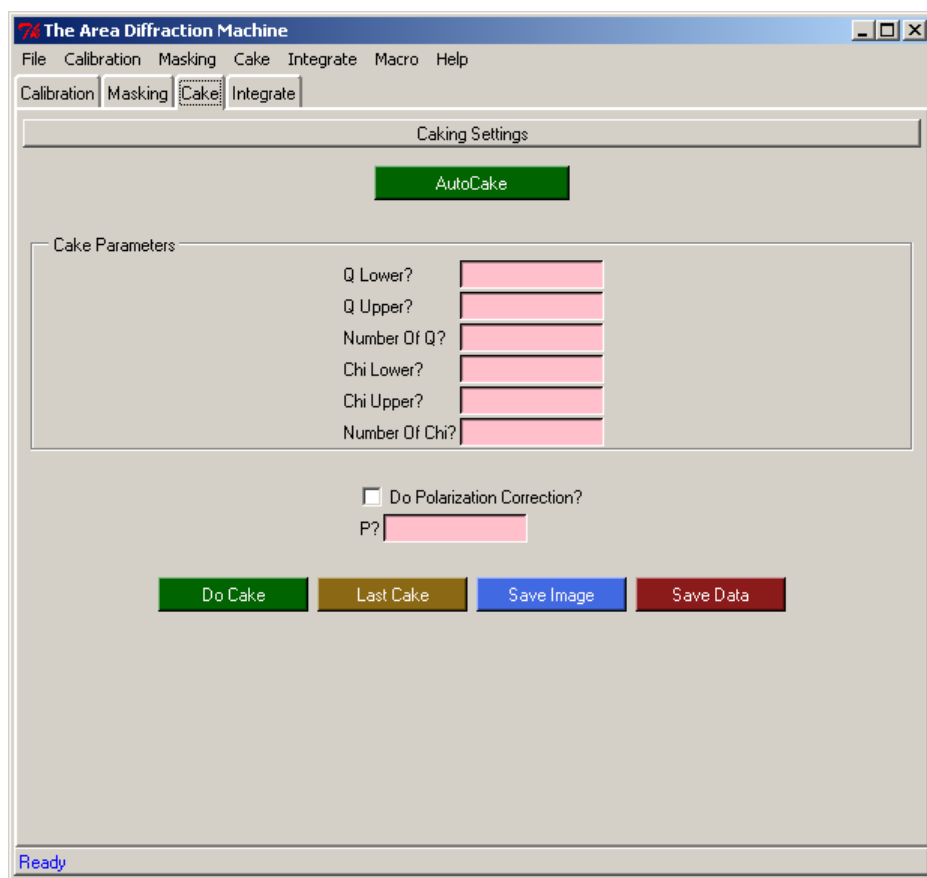 The Area Diffraction Machine
File Calibration Masking Cake Integrate Macro Help
Calibration Masking Cake Integrate
Caking Settings
AutoCake
Cake Parameters
Q Lower?
Q Upper?
Number Of Q?
Chi Lower?
Chi Upper?
Number Of Chi?
Do Polarization Correction?
P?
Do Cake Last Cake Save Image Save Data
Ready